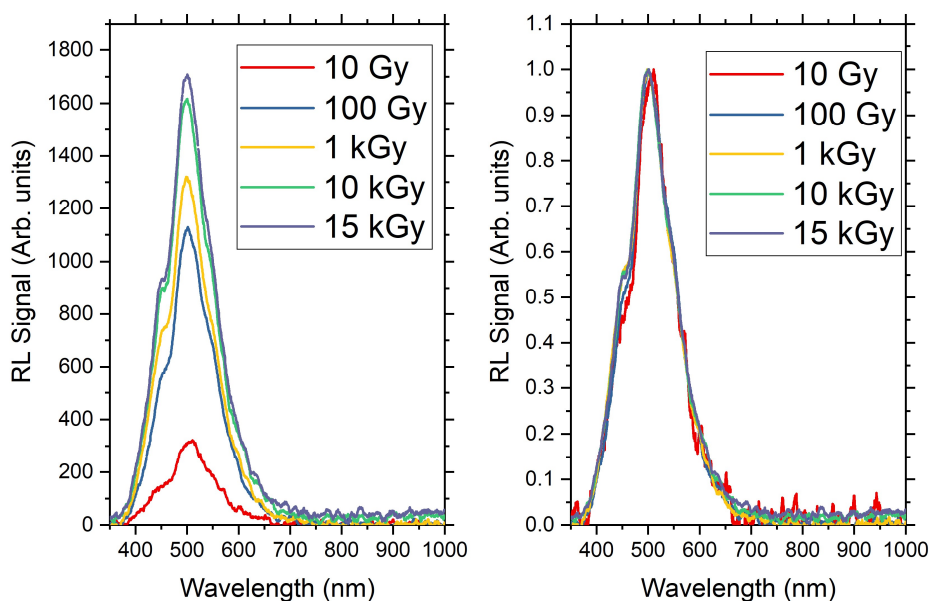 1800
1600
1400
1200
1000
800
600
400
200
0
RL Signal (Arb. units)
10 Gy
100 Gy
1 kGy
10 kGy
15 kGy
400 500 600 700 800 900 1000
Wavelength (nm)
1.1
1.0
0.9
0.8
0.7
0.6
0.5
0.4
0.3
0.2
0.1
0.0
RL Signal (Arb. units)
10 Gy
100 Gy
1 kGy
10 kGy
15 kGy
400 500 600 700 800 900 1000
Wavelength (nm)